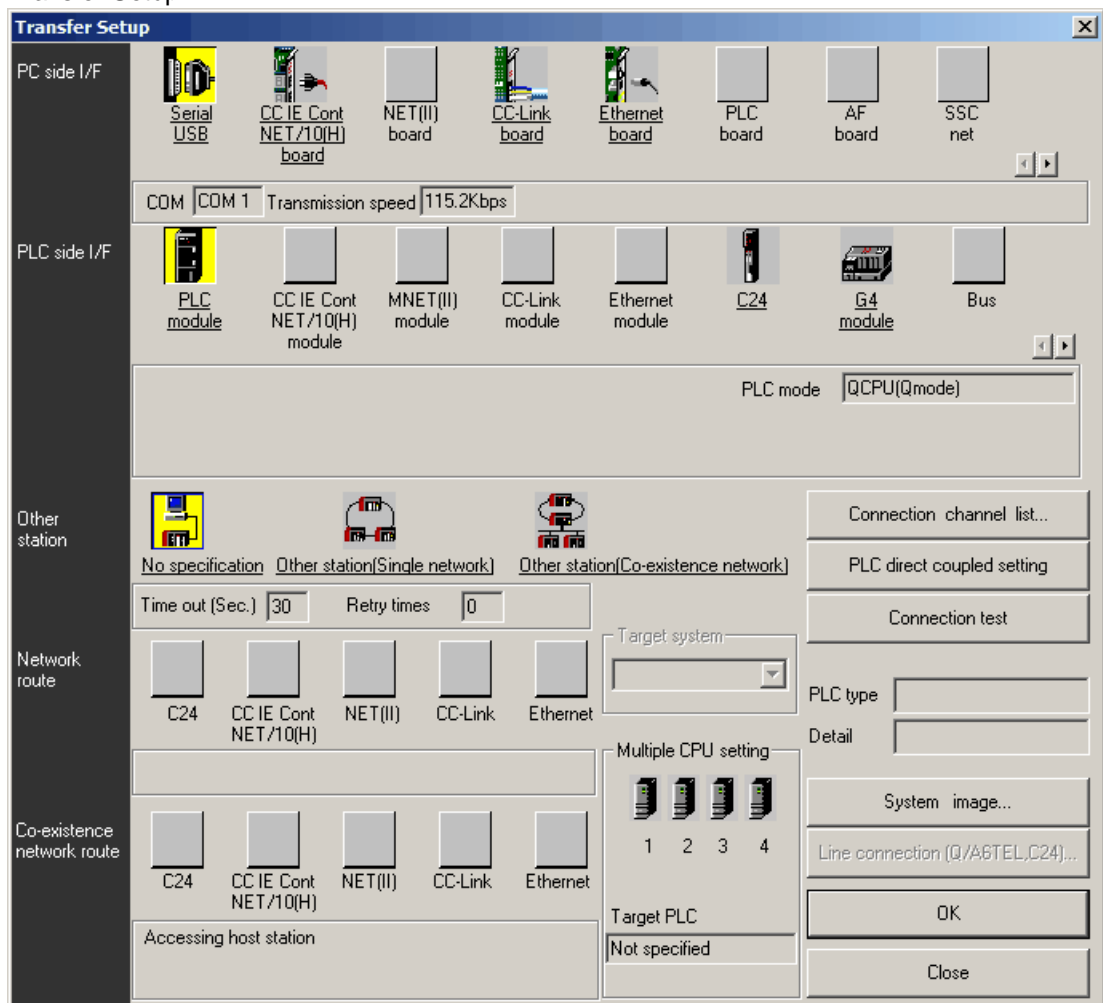 Transfer Setup
PC side I/F
Serial
USB
CC IE Cont
NET/10(H)
board
NET(II)
board
CC-Link
board
Ethernet
board
PLC
board
AF
board
SSC
net
COM COM 1 Transmission speed 115.2Kbps
PLC side I/F
PLC
module
CC IE Cont
NET/10(H)
module
MNET(II)
module
CC-Link
module
Ethernet
module
C24
G4
module
Bus
PLC mode QCPU(Qmode)
Other
station
No specification
Other station(Single network)
Other station(Co-existence network)
Time out (Sec.) 30 Retry times 0
Connection channel list...
PLC direct coupled setting
Connection test
Network
route
C24
CC IE Cont
NET/10(H)
NET(II)
CC-Link
Ethernet
Target system
PLC type
Detail
Multiple CPU setting
1 2 3 4
Target PLC
Not specified
System image...
Line connection (Q/A6TEL,C24)...
OK
Close
Co-existence
network route
C24
CC IE Cont
NET/10(H)
NET(II)
CC-Link
Ethernet
Accessing host station